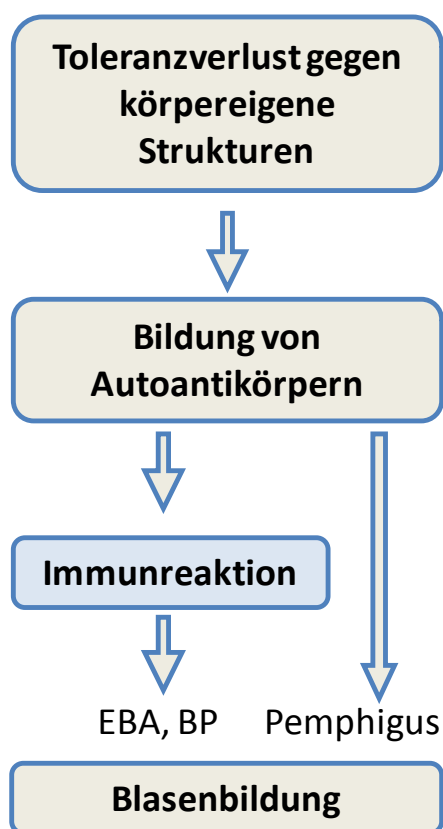 Toleranzverlust gegen
körpereigene
Strukturen
Bildung von
Autoantikörpern
Immunreaktion
EBA, BP Pemphigus
Blasenbildung